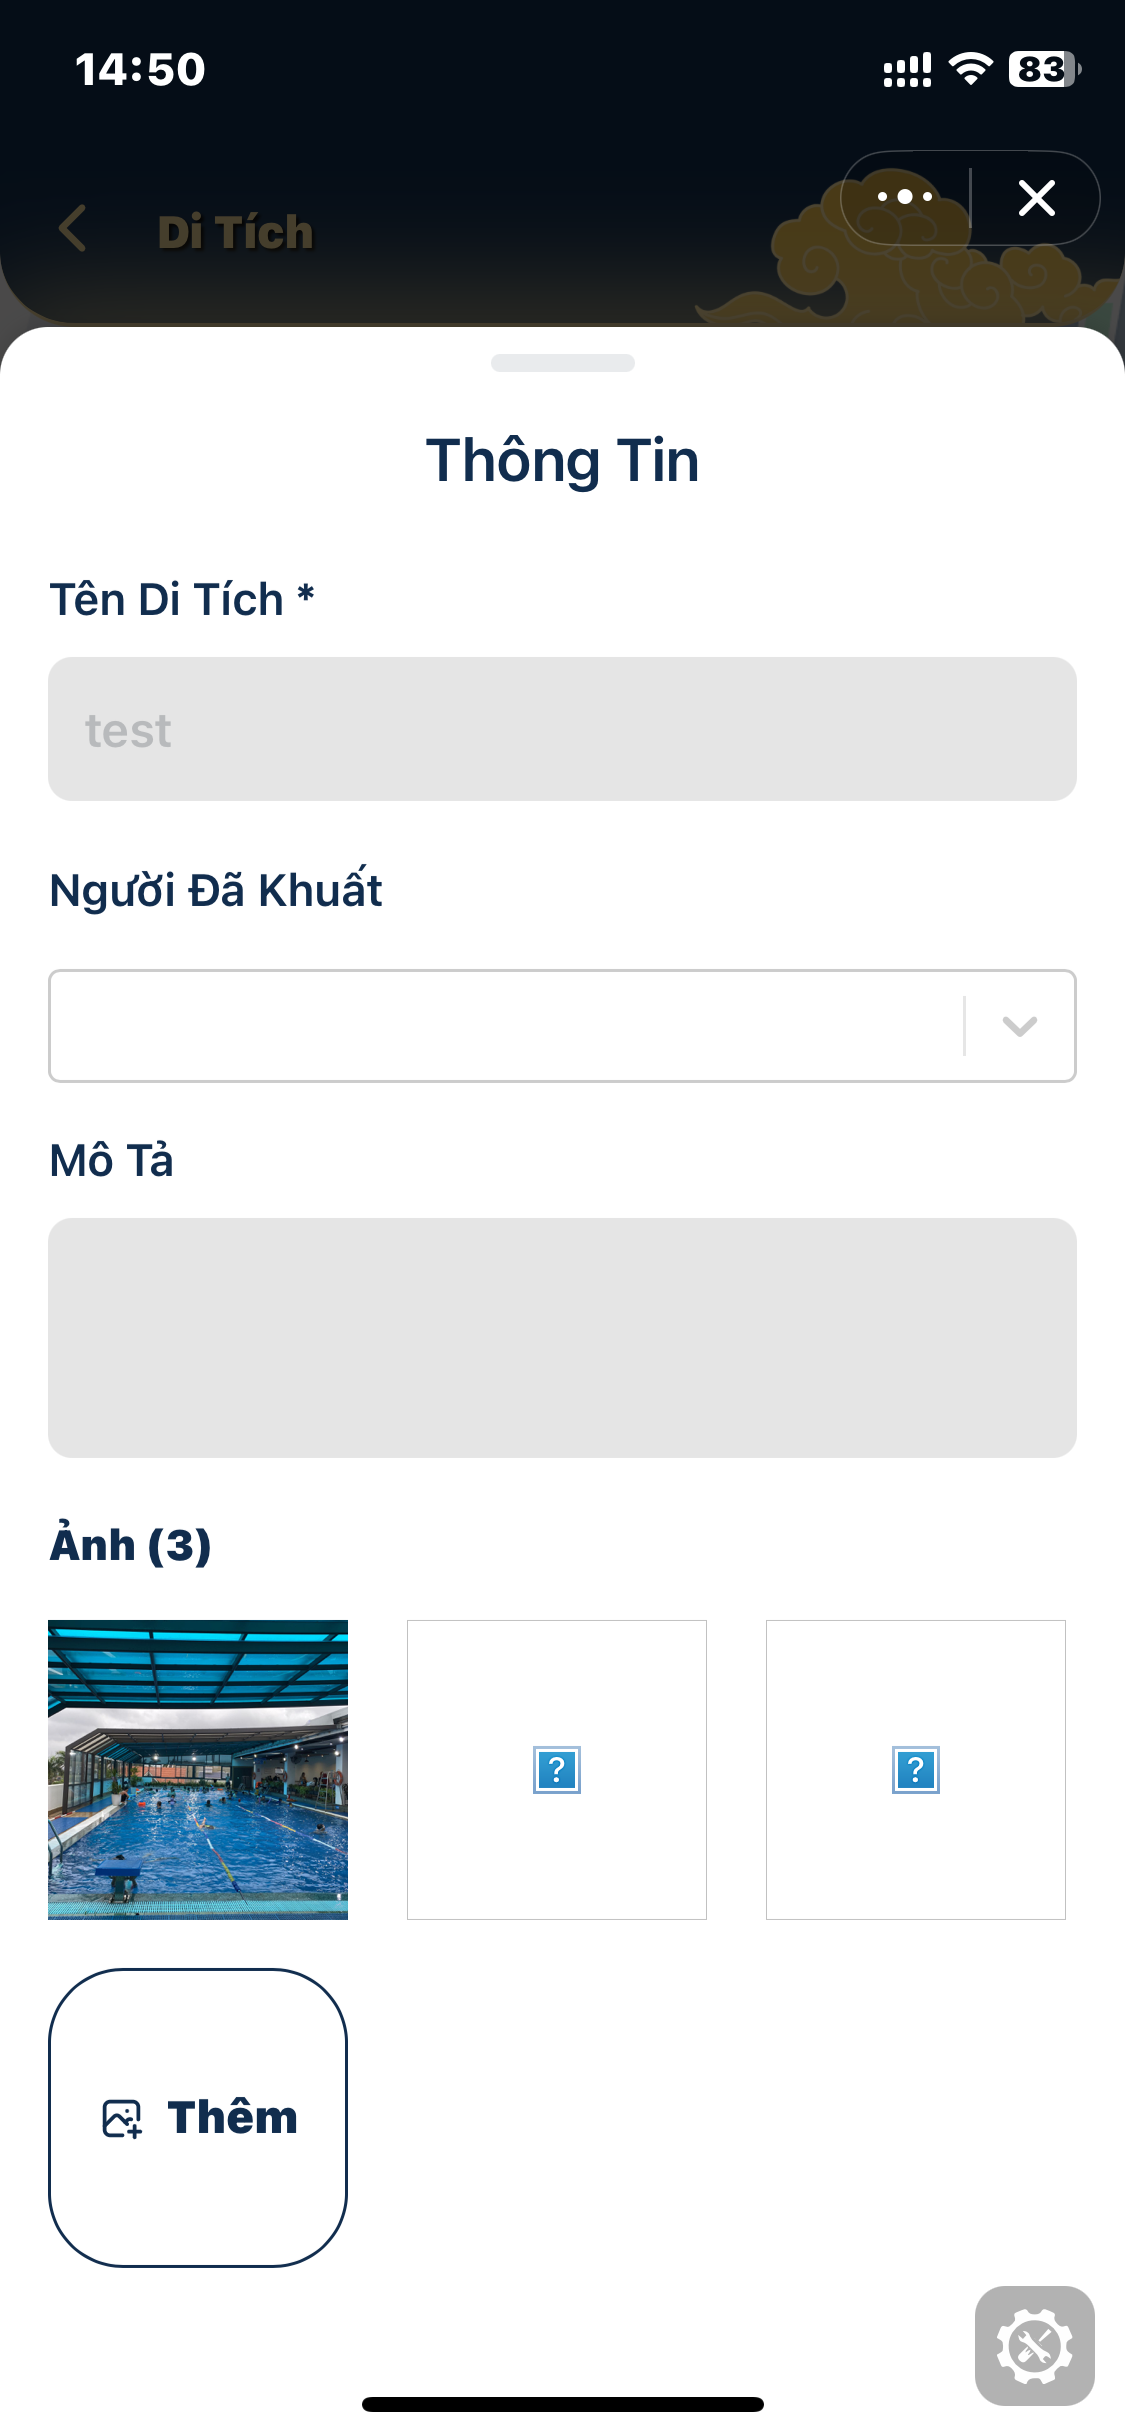 14:50
83
Di Tích
Thông Tin
Tên Di Tích *
test
Người Đã Khuất
Mô Tả
Ảnh (3)
?
?
Thêm